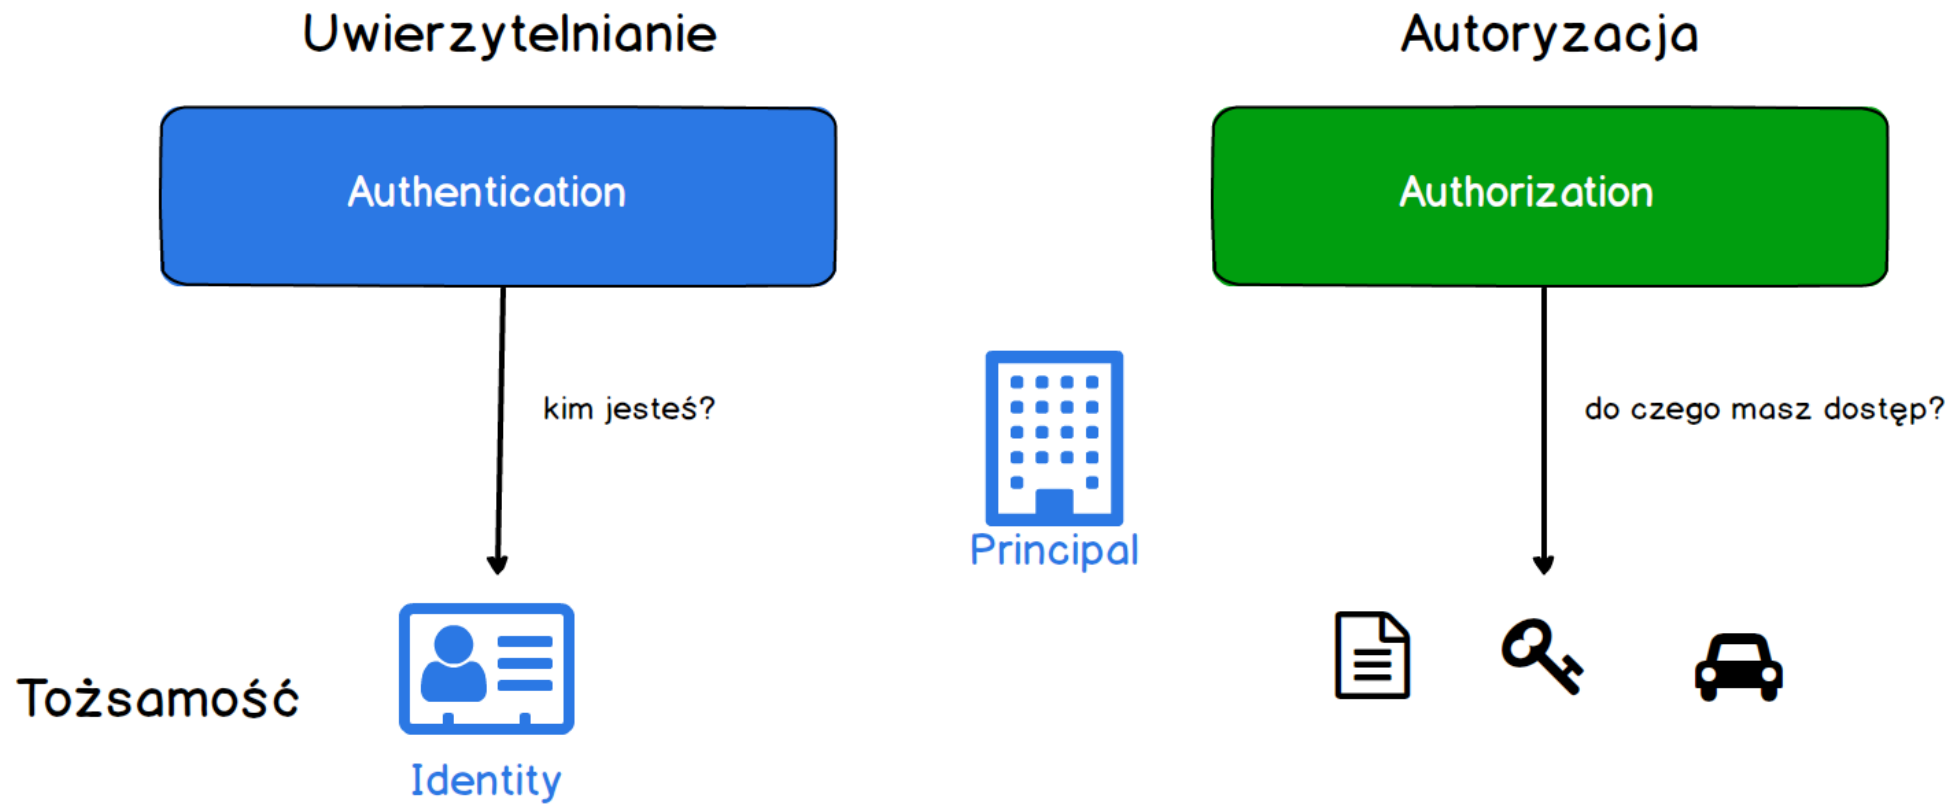 Uwierzytelnianie
Autoryzacja
Authentication
Authorization
kim jesteś?
do czego masz dostęp?
Principal
Tożsamość
Identity